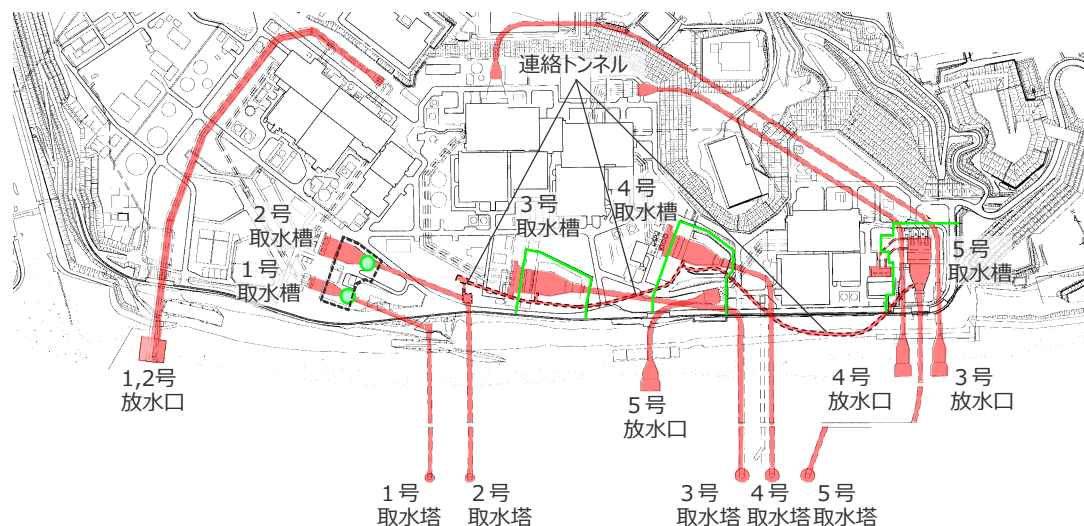 連絡トンネル
2号
取水槽
1号
取水槽
3号
取水槽
4号
取水槽
5号
取水槽
1,2号
放水口
5号
放水口
4号
放水口
3号
放水口
1号
取水塔
2号
取水塔
3号
取水塔
4号
取水塔
5号
取水塔